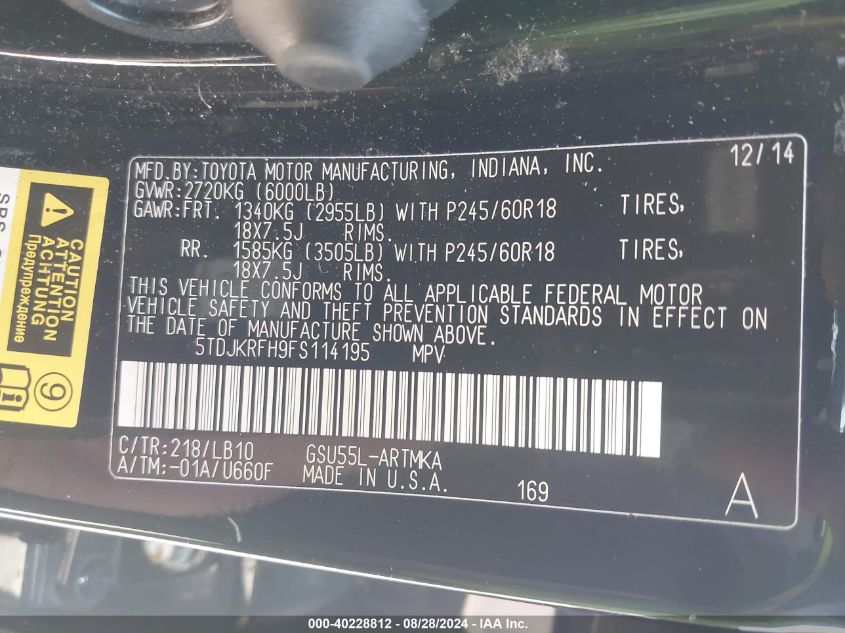 MFD.BY:TOYOTA MOTOR MANUFACTURING, INDIANA, INC. 12/14
GVWR:2720KG (6000LB)
GAWR:FRT. 1340KG (2955LB) WITH P245/60R18 TIRES,
18X7.5J RIMS.
RR. 1585KG (3505LB) WITH P245/60R18 TIRES,
18X7.5J RIMS.
THIS VEHICLE CONFORMS TO ALL APPLICABLE FEDERAL MOTOR
VEHICLE SAFETY AND THEFT PREVENTION STANDARDS IN EFFECT ON
THE DATE OF MANUFACTURE SHOWN ABOVE.
5TDJKRFH9FS114195 MPV
C/TR:218/LB10 GSU55L-ARTMKA
A/TM:-01A/U660F MADE IN U.S.A. 169 A
CAUTION
ATTENTION
ACHTUNG
Предупреждение
9
SRS
000-40228812 - 08/28/2024 - IAA Inc.